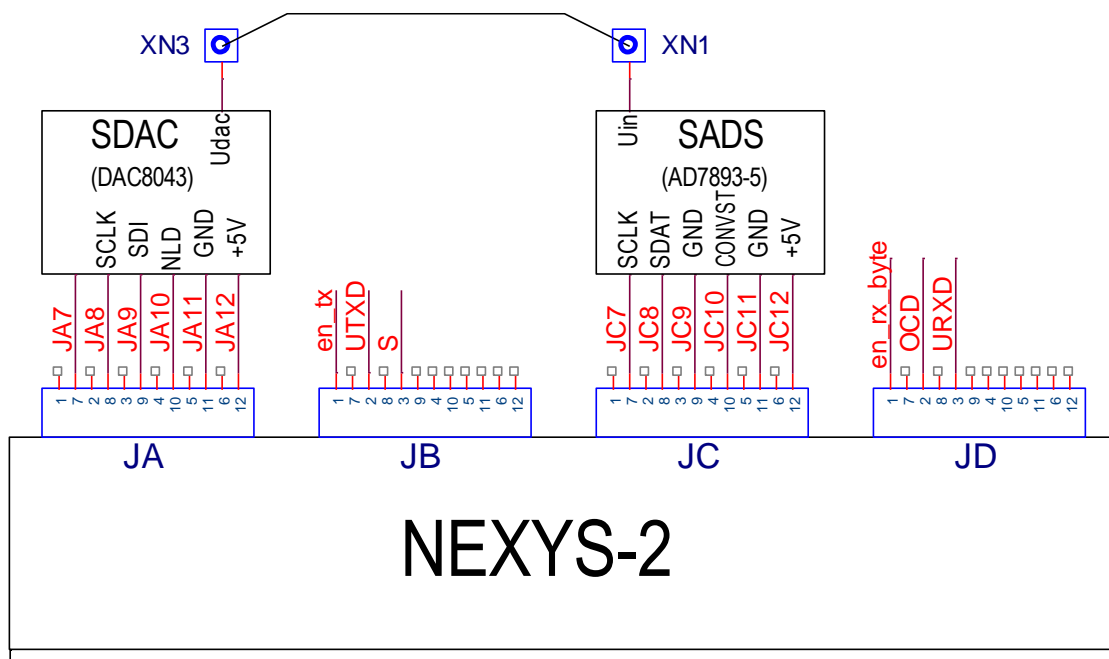 XN3
XN1
SDAC
(DAC8043)
Udac
SCLK
SDI
NLD
GND
+5V
SADS
(AD7893-5)
Uin
SCLK
SDAT
GND
CONVST
GND
+5V
JA7
JA8
JA9
JA10
JA11
JA12
en_tx
UTXD
S
JC7
JC8
JC9
JC10
JC11
JC12
en_rx_byte
OCD
URXD
1 7 2 8 3 9 4 10 5 11 6 12
1 7 2 8 3 9 4 10 5 11 6 12
1 7 2 8 3 9 4 10 5 11 6 12
1 7 2 8 3 9 4 10 5 11 6 12
JA
JB
JC
JD
NEXYS-2